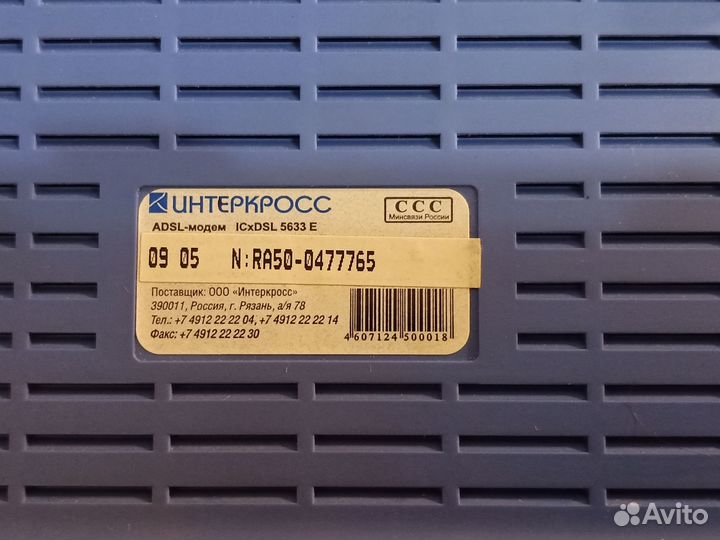 ИНТЕРКРОСС
ССС
Минсвязи России
ADSL-модем ICxDSL 5633 E
09 05 N:RA50-0477765
Поставщик: ООО «Интеркросс»
390011, Россия, г. Рязань, а/я 78
Тел.: +7 4912 22 22 04, +7 4912 22 22 14
Факс: +7 4912 22 22 30
4 607124 500018
Avito